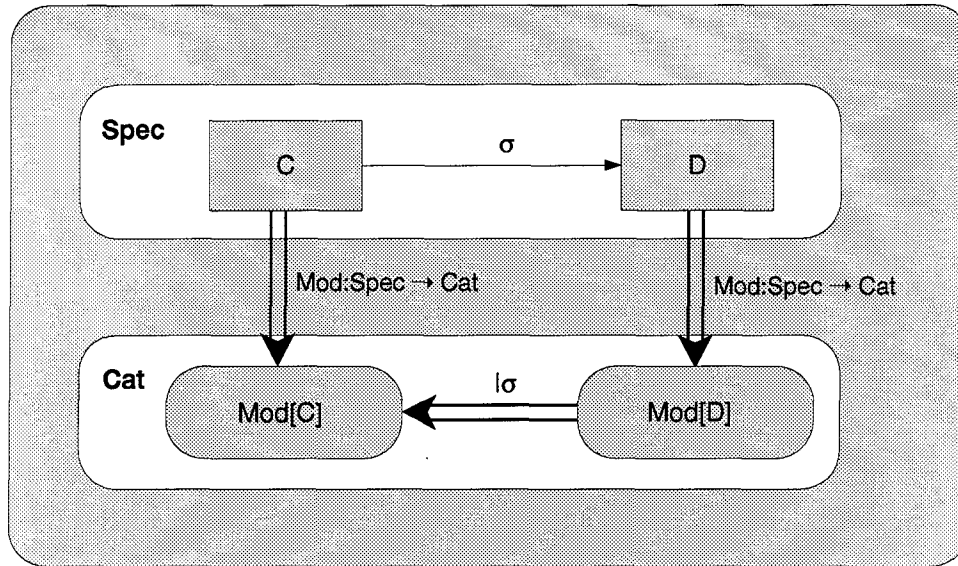 Spec
σ
C
D
Mod:Spec → Cat
Mod:Spec → Cat
Cat
|σ
Mod[C]
Mod[D]